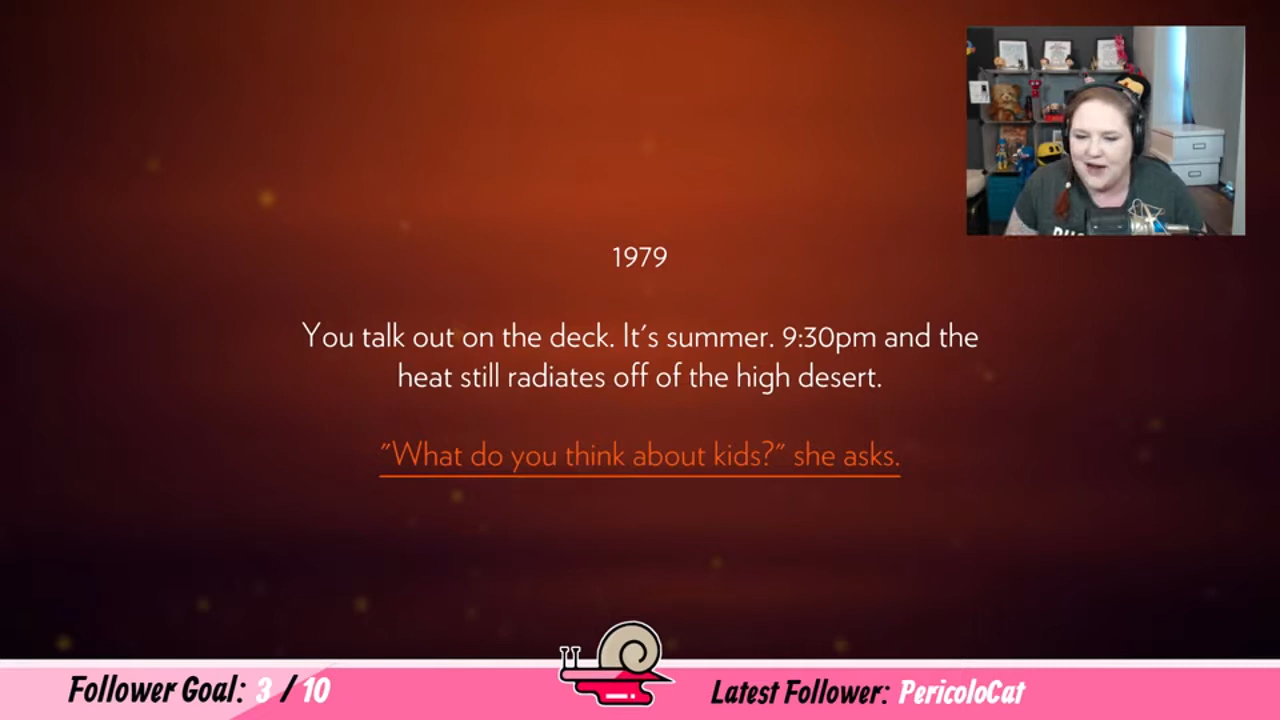 1979
You talk out on the deck. It's summer. 9:30pm and the
heat still radiates off of the high desert.
"What do you think about kids?" she asks.
Follower Goal: 3 / 10
Latest Follower: PericoloCat